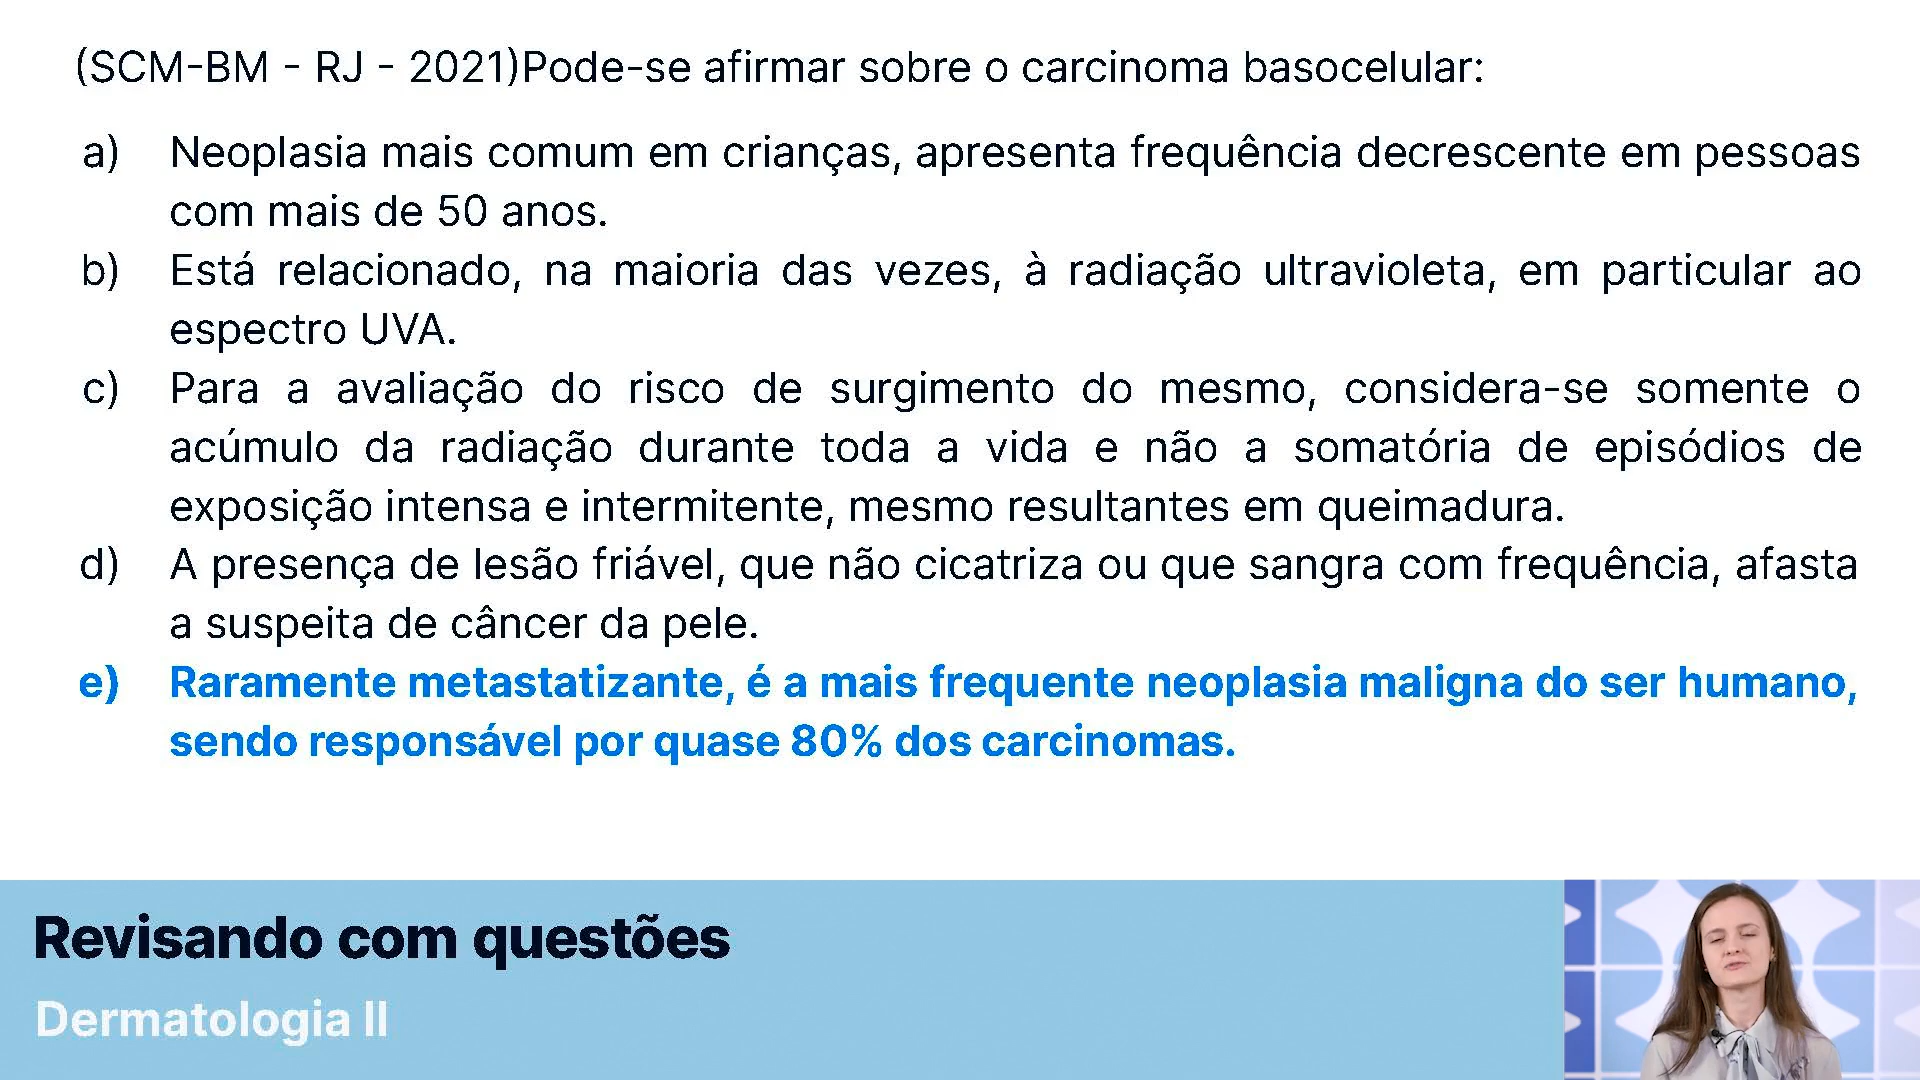 (SCM-BM - RJ - 2021)Pode-se afirmar sobre o carcinoma basocelular:
a) Neoplasia mais comum em crianças, apresenta frequência decrescente em pessoas
com mais de 50 anos.
b) Está relacionado, na maioria das vezes, à radiação ultravioleta, em particular ao
espectro UVA.
c) Para a avaliação do risco de surgimento do mesmo, considera-se somente o
acúmulo da radiação durante toda a vida e não a somatória de episódios de
exposição intensa e intermitente, mesmo resultantes em queimadura.
d) A presença de lesão friável, que não cicatriza ou que sangra com frequência, afasta
a suspeita de câncer da pele.
e) Raramente metastatizante, é a mais frequente neoplasia maligna do ser humano,
sendo responsável por quase 80% dos carcinomas.
Revisando com questões
Dermatologia II